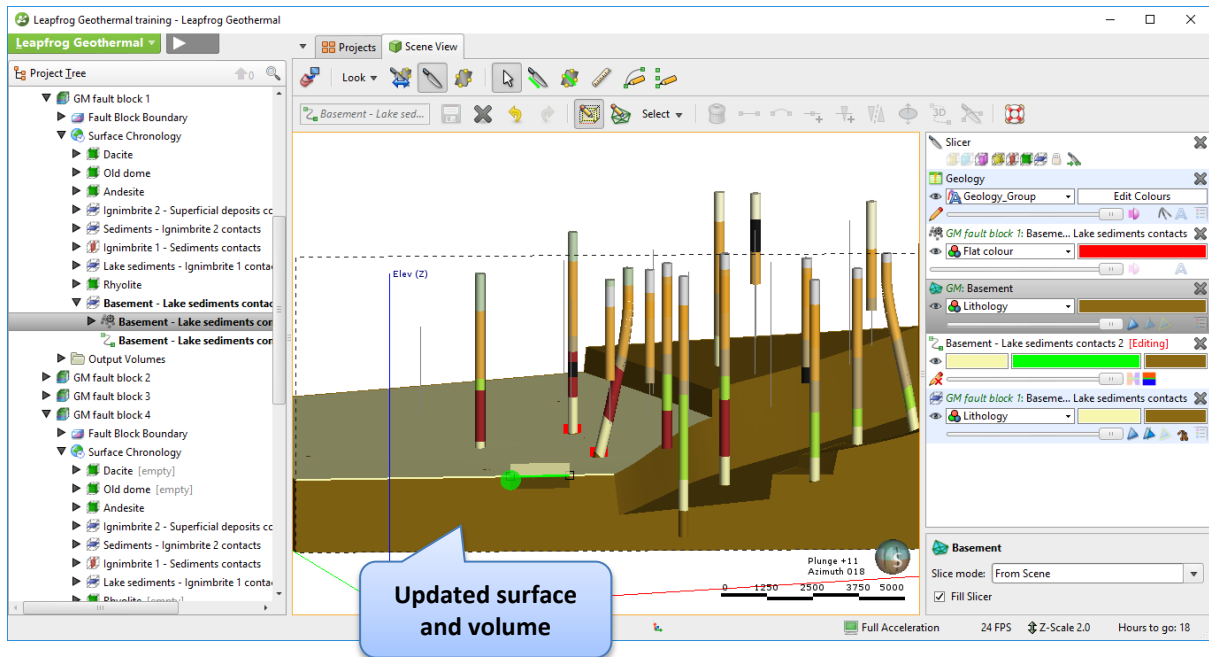 Leapfrog Geothermal training - Leapfrog Geothermal
Leapfrog Geothermal
Projects
Scene View
Project Tree
0
Look
GM fault block 1
Fault Block Boundary
Surface Chronology
Dacite
Old dome
Andesite
Ignimbrite 2 - Superficial deposits cc
Sediments - Ignimbrite 2 contacts
Ignimbrite 1 - Sediments contacts
Lake sediments - Ignimbrite 1 conta
Rhyolite
Basement - Lake sediments contac
Basement - Lake sediments cor
Basement - Lake sediments cor
Output Volumes
GM fault block 2
GM fault block 3
GM fault block 4
Fault Block Boundary
Surface Chronology
Dacite [empty]
Old dome [empty]
Andesite
Ignimbrite 2 - Superficial deposits cc
Sediments - Ignimbrite 2 contacts
Ignimbrite 1 - Sediments contacts
Lake sediments - Ignimbrite 1 conta
Rhyolite [empty]
Basement - Lake sed...
Select
3D
Elev (Z)
Plunge +11
Azimuth 018
0 1250 2500 3750 5000
Updated surface
and volume
Slicer
Geology
Geology_Group
Edit Colours
GM fault block 1: Baseme... Lake sediments contacts
Flat colour
GM: Basement
Lithology
Basement - Lake sediments contacts 2 [Editing]
GM fault block 1: Baseme... Lake sediments contacts
Lithology
Basement
Slice mode: From Scene
Fill Slicer
Full Acceleration
24 FPS
Z-Scale 2.0
Hours to go: 18